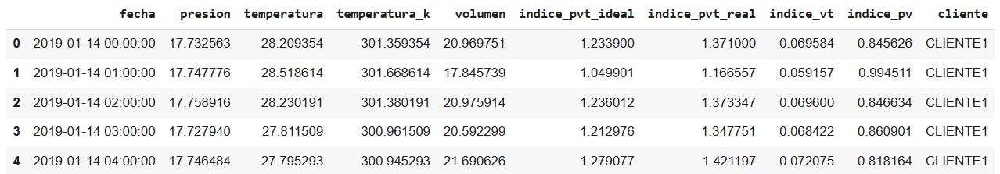 fecha presion temperatura temperatura_k volumen indice_pvt_ideal indice_pvt_real indice_vt indice_pv cliente
0 2019-01-14 00:00:00 17.732563 28.209354 301.359354 20.969751 1.233900 1.371000 0.069584 0.845626 CLIENTE1
1 2019-01-14 01:00:00 17.747776 28.518614 301.668614 17.845739 1.049901 1.166557 0.059157 0.994511 CLIENTE1
2 2019-01-14 02:00:00 17.758916 28.230191 301.380191 20.975914 1.236012 1.373347 0.069600 0.846634 CLIENTE1
3 2019-01-14 03:00:00 17.727940 27.811509 300.961509 20.592299 1.212976 1.347751 0.068422 0.860901 CLIENTE1
4 2019-01-14 04:00:00 17.746484 27.795293 300.945293 21.690626 1.279077 1.421197 0.072075 0.818164 CLIENTE1